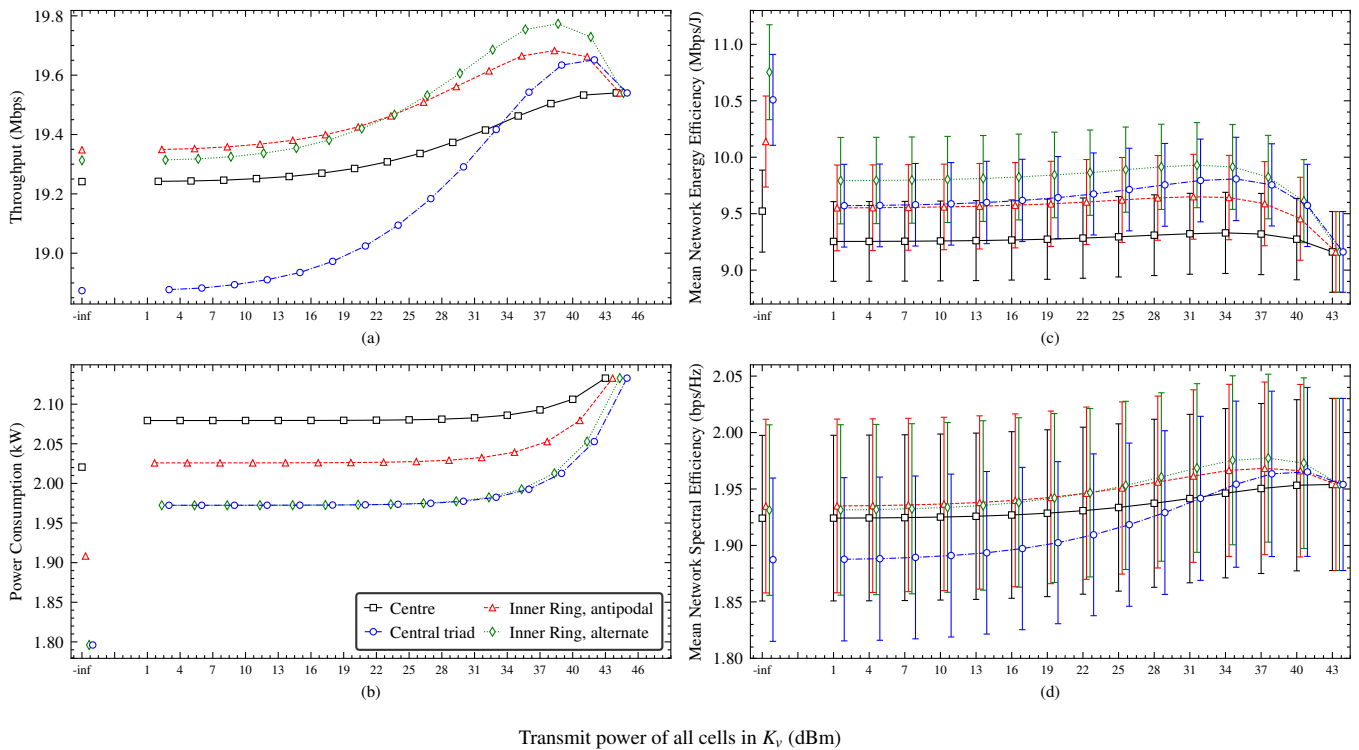 Throughput (Mbps)
19.8
19.6
19.4
19.2
19.0
-inf 1 4 7 10 13 16 19 22 25 28 31 34 37 40 43 46
(a)
Mean Network Energy Efficiency (Mbps/J)
11.0
10.5
10.0
9.5
9.0
-inf 1 4 7 10 13 16 19 22 25 28 31 34 37 40 43
(c)
Power Consumption (kW)
2.10
2.05
2.00
1.95
1.90
1.85
1.80
Centre
Central triad
Inner Ring, antipodal
Inner Ring, alternate
-inf 1 4 7 10 13 16 19 22 25 28 31 34 37 40 43 46
(b)
Mean Network Spectral Efficiency (bps/Hz)
2.05
2.00
1.95
1.90
1.85
1.80
-inf 1 4 7 10 13 16 19 22 25 28 31 34 37 40 43
(d)
Transmit power of all cells in Kᵥ (dBm)